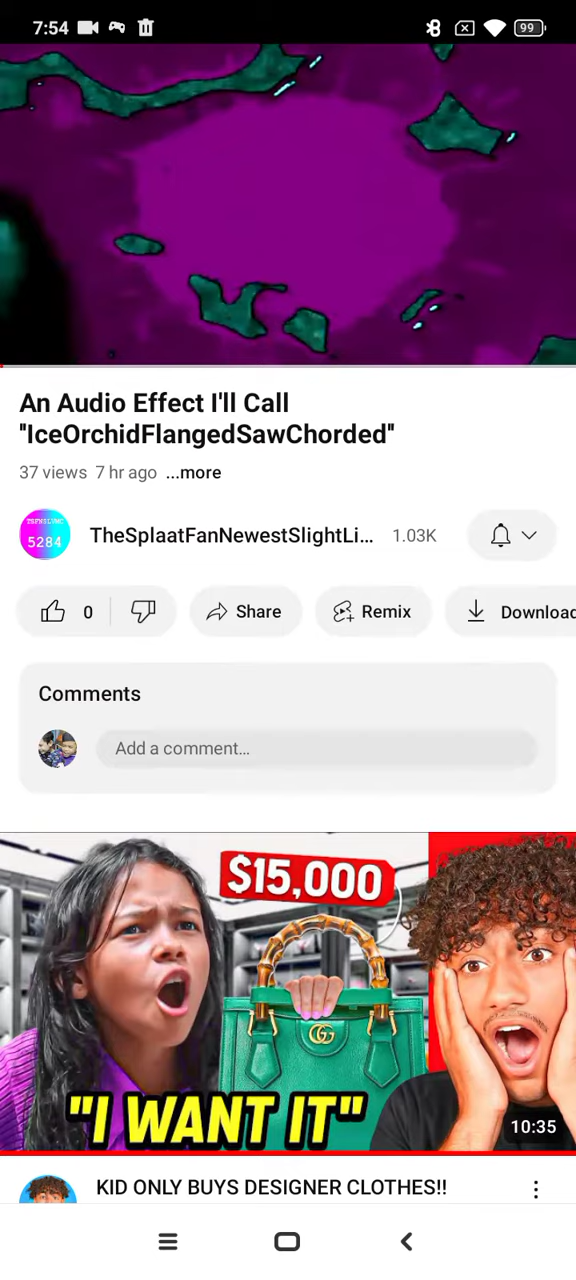 7:54
99
An Audio Effect I'll Call
"IceOrchidFlangedSawChorded"
37 views 7 hr ago ...more
5284
TheSplaatFanNewestSlightLi... 1.03K
0 Share Remix Download
Comments
Add a comment...
$15,000
"I WANT IT"
10:35
KID ONLY BUYS DESIGNER CLOTHES!!